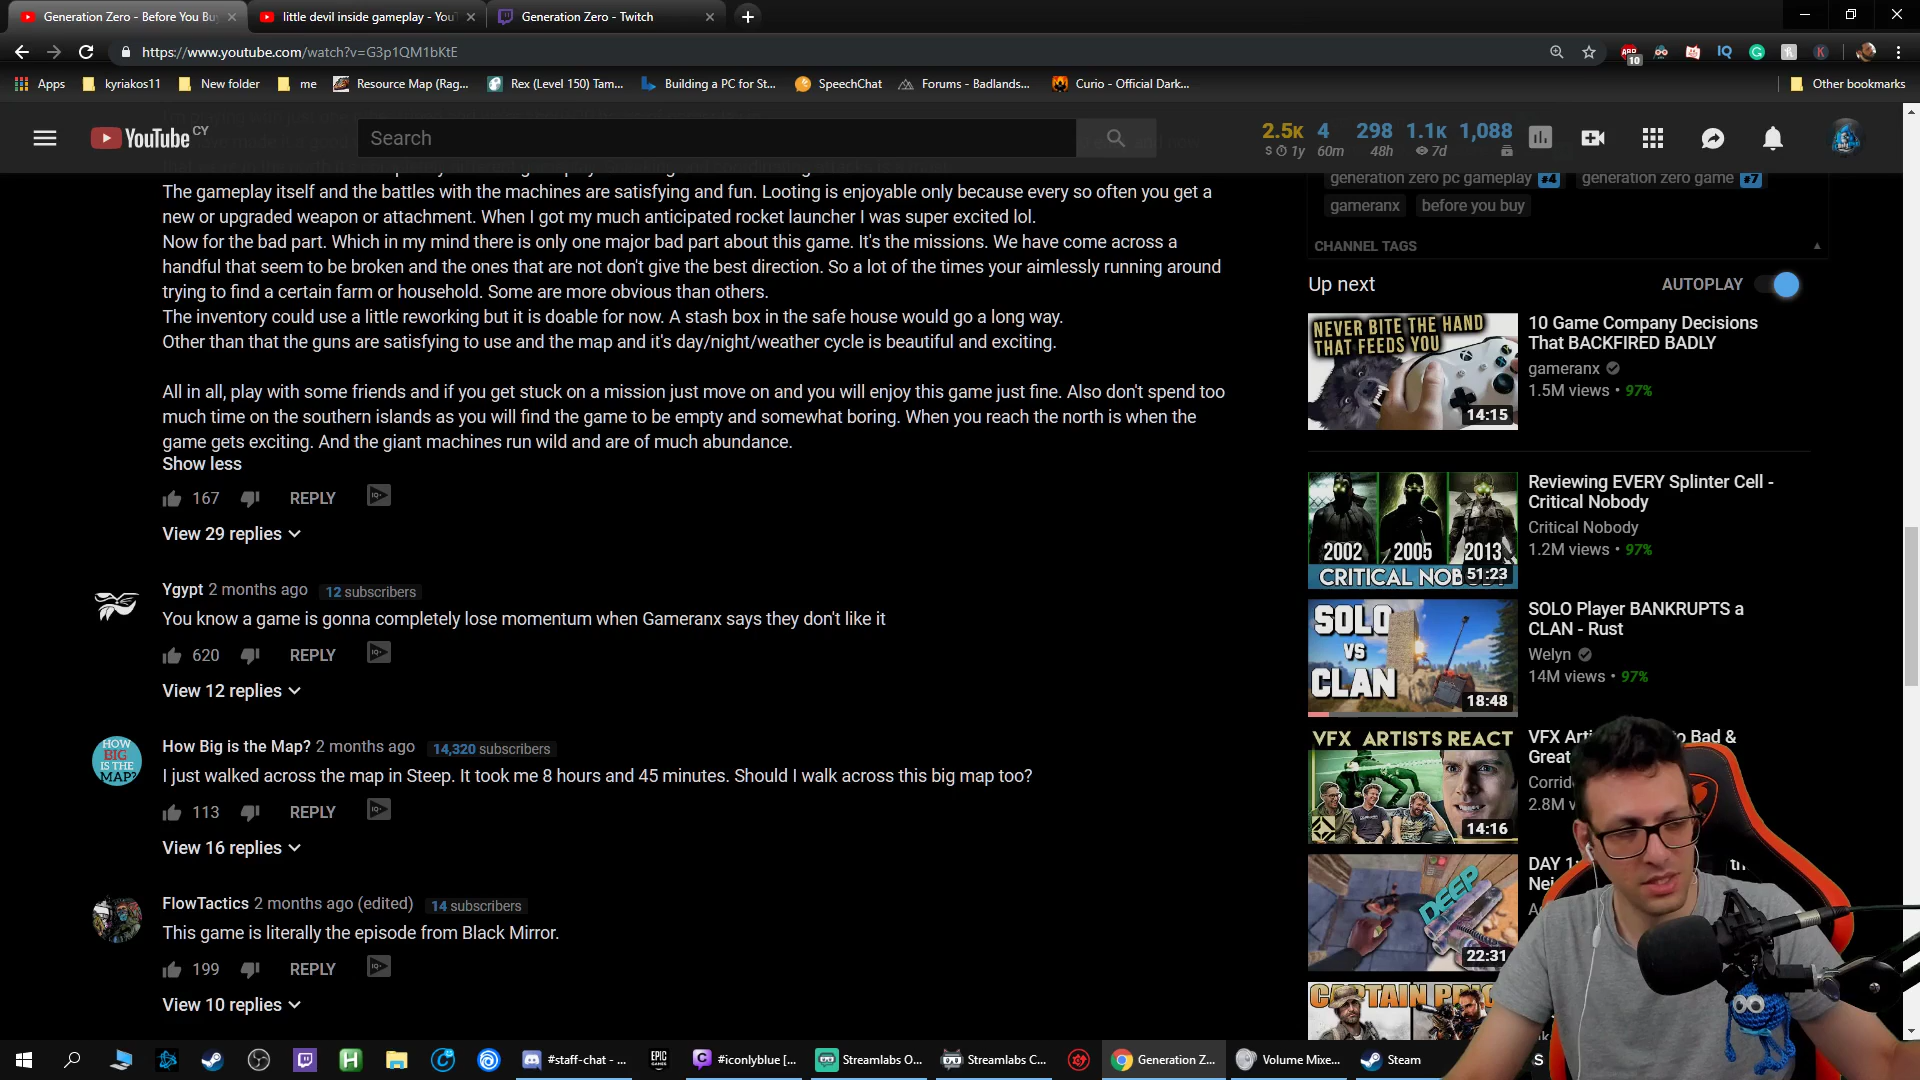 Generation Zero - Before You Bu
little devil inside gameplay - YouT
Generation Zero - Twitch
https://www.youtube.com/watch?v=G3p1QM1bKtE
10
Apps
kyriakos11
New folder
me
Resource Map (Rag...
Rex (Level 150) Tam...
Building a PC for St...
SpeechChat
Forums - Badlands...
Curio - Official Dark...
Other bookmarks
YouTube CY
Search
2.5K 4 298 1.1K 1,088
1y 60m 48h 7d
The gameplay itself and the battles with the machines are satisfying and fun. Looting is enjoyable only because every so often you get a
new or upgraded weapon or attachment. When I got my much anticipated rocket launcher I was super excited lol.
Now for the bad part. Which in my mind there is only one major bad part about this game. It's the missions. We have come across a
handful that seem to be broken and the ones that are not don't give the best direction. So a lot of the times your aimlessly running around
trying to find a certain farm or household. Some are more obvious than others.
The inventory could use a little reworking but it is doable for now. A stash box in the safe house would go a long way.
Other than that the guns are satisfying to use and the map and it's day/night/weather cycle is beautiful and exciting.
All in all, play with some friends and if you get stuck on a mission just move on and you will enjoy this game just fine. Also don't spend too
much time on the southern islands as you will find the game to be empty and somewhat boring. When you reach the north is when the
game gets exciting. And the giant machines run wild and are of much abundance.
Show less
167 REPLY
View 29 replies
Ygypt 2 months ago 12 subscribers
You know a game is gonna completely lose momentum when Gameranx says they don't like it
620 REPLY
View 12 replies
HOW BIG IS THE MAP?
How Big is the Map? 2 months ago 14,320 subscribers
I just walked across the map in Steep. It took me 8 hours and 45 minutes. Should I walk across this big map too?
113 REPLY
View 16 replies
FlowTactics 2 months ago (edited) 14 subscribers
This game is literally the episode from Black Mirror.
199 REPLY
View 10 replies
generation zero pc gameplay #4 generation zero game #7
gameranx before you buy
CHANNEL TAGS
Up next
AUTOPLAY
NEVER BITE THE HAND
THAT FEEDS YOU
14:15
10 Game Company Decisions
That BACKFIRED BADLY
gameranx
1.5M views • 97%
2002 2005 2013
CRITICAL NOB
51:23
Reviewing EVERY Splinter Cell -
Critical Nobody
Critical Nobody
1.2M views • 97%
SOLO
VS
CLAN
18:48
SOLO Player BANKRUPTS a
CLAN - Rust
Welyn
14M views • 97%
VFX ARTISTS REACT
14:16
VFX Arti o Bad &
Great
Corrid
2.8M v
DEEP
22:31
DAY 1:
Nei
CAPTAIN PRIC
#staff-chat - ...
EPIC GAMES
#iconlyblue [...
Streamlabs O...
Streamlabs C...
Generation Z...
Volume Mixe...
Steam